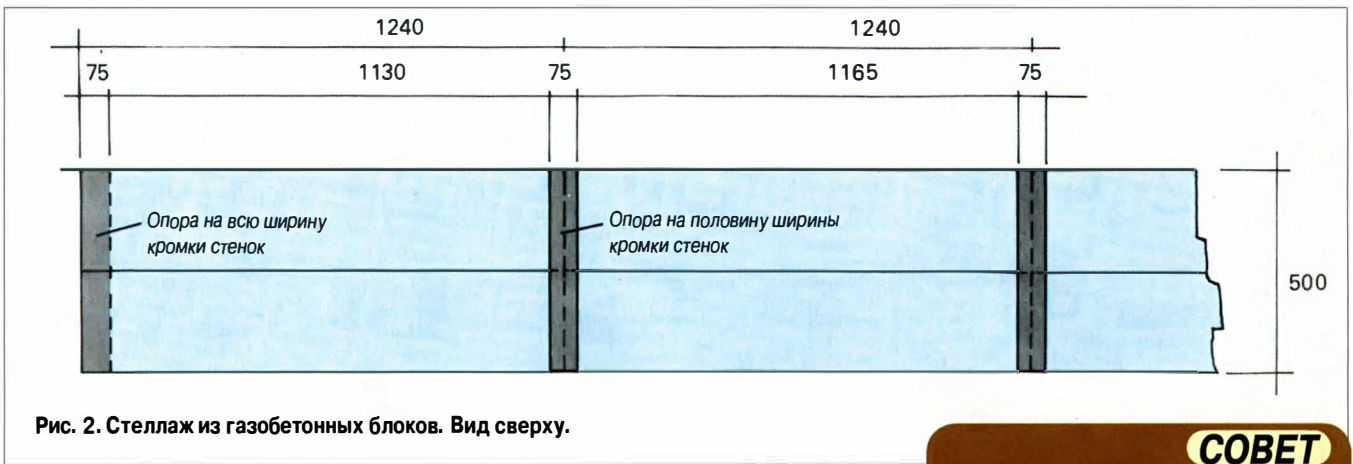 1240 1240
75 1130 75 1165 75
Опора на всю ширину
кромки стенок
Опора на половину ширины
кромки стенок
500
Рис. 2. Стеллаж из газобетонных блоков. Вид сверху.
СОВЕТ